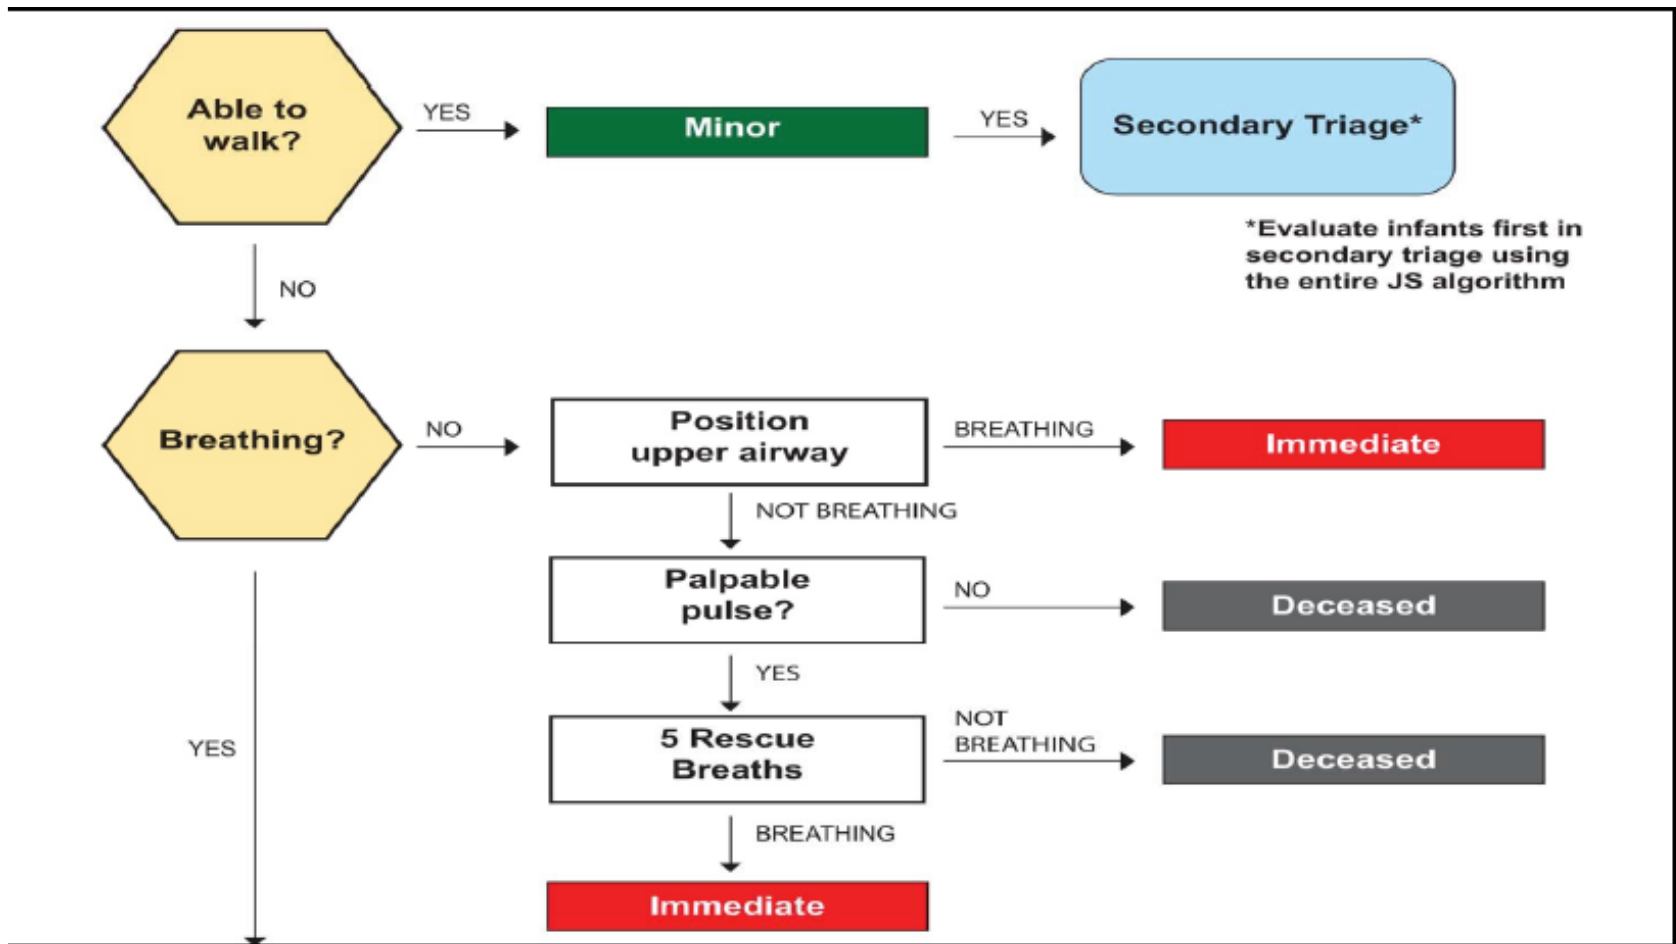 Able to
walk?
YES
Minor
YES
Secondary Triage*
*Evaluate infants first in
secondary triage using
the entire JS algorithm
NO
Breathing?
NO
Position
upper airway
BREATHING
Immediate
NOT BREATHING
Palpable
pulse?
NO
Deceased
YES
5 Rescue
Breaths
NOT
BREATHING
Deceased
YES
BREATHING
Immediate